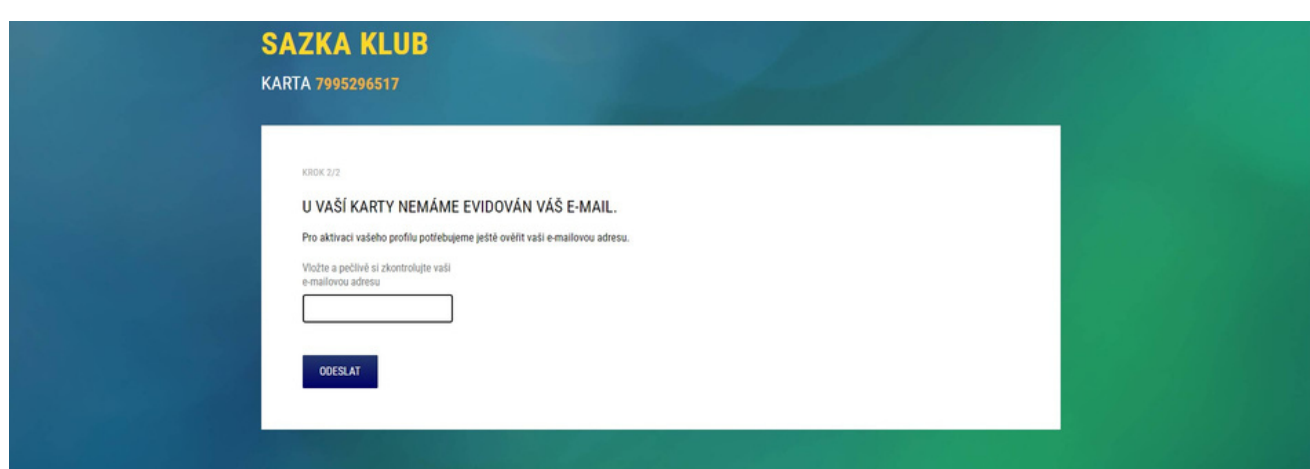 SAZKA KLUB
KARTA 7995296517
KROK 2/2
U VAŠÍ KARTY NEMÁME EVIDOVÁN VÁŠ E-MAIL.
Pro aktivaci vašeho profilu potřebujeme ještě ověřit vaši e-mailovou adresu.
Vložte a pečlivě si zkontrolujte vaši
e-mailovou adresu
ODESLAT